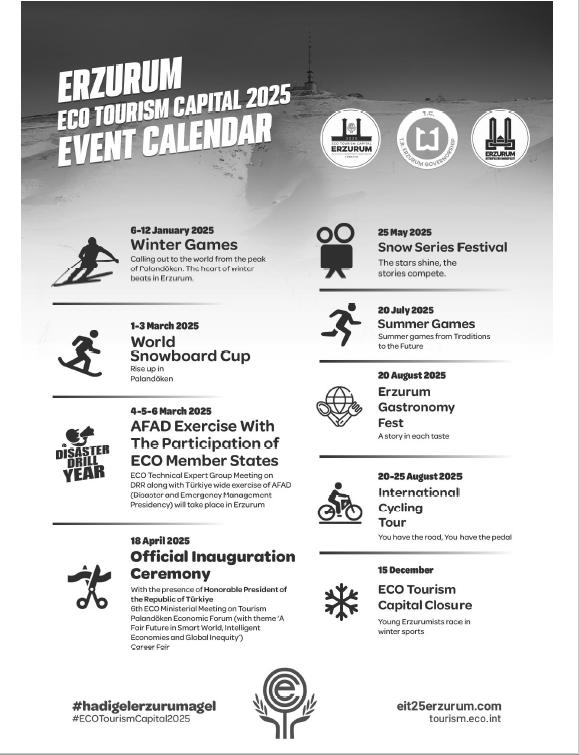 ERZURUM
ECO TOURISM CAPITAL 2025
EVENT CALENDAR
ECO TOURISM CAPITAL
ERZURUM
T.C.
T.R. ERZURUM GOVERNORSHIP
ERZURUM
6-12 January 2025
Winter Games
Calling out to the world from the peak
of Palandöken. The heart of winter
beats in Erzurum.
1-3 March 2025
World
Snowboard Cup
Rise up in
Palandöken
DISASTER
DRILL
YEAR
4-5-6 March 2025
AFAD Exercise With
The Participation of
ECO Member States
ECO Technical Expert Group Meeting on
DRR along with Türkiye wide exercise of AFAD
(Disaster and Emergency Management
Presidency) will take place in Erzurum
18 April 2025
Official Inauguration
Ceremony
With the presence of Honorable President of
the Republic of Türkiye
6th ECO Ministerial Meeting on Tourism
Palandöken Economic Forum (with theme 'A
Fair Future in Smart World, Intelligent
Economies and Global Inequity')
Career Fair
25 May 2025
Snow Series Festival
The stars shine, the
stories compete.
20 July 2025
Summer Games
Summer games from Traditions
to the Future
20 August 2025
Erzurum
Gastronomy
Fest
A story in each taste
20-25 August 2025
International
Cycling
Tour
You have the road, You have the pedal
15 December
ECO Tourism
Capital Closure
Young Erzurumists race in
winter sports
#hadigelerzurumagel
#ECOTourismCapital2025
eit25erzurum.com
tourism.eco.int